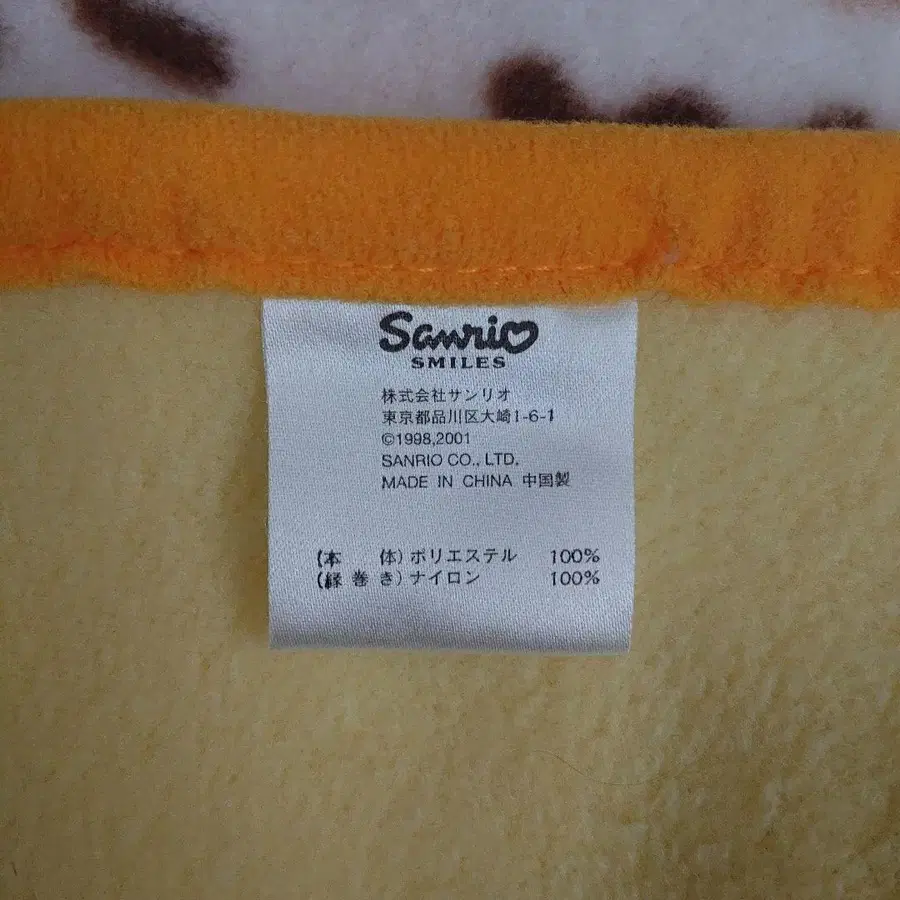 Sanrio
SMILES
株式会社サンリオ
東京都品川区大崎1-6-1
©1998,2001
SANRIO CO., LTD.
MADE IN CHINA 中国製
(本 体)ポリエステル 100%
(縁巻き)ナイロン 100%